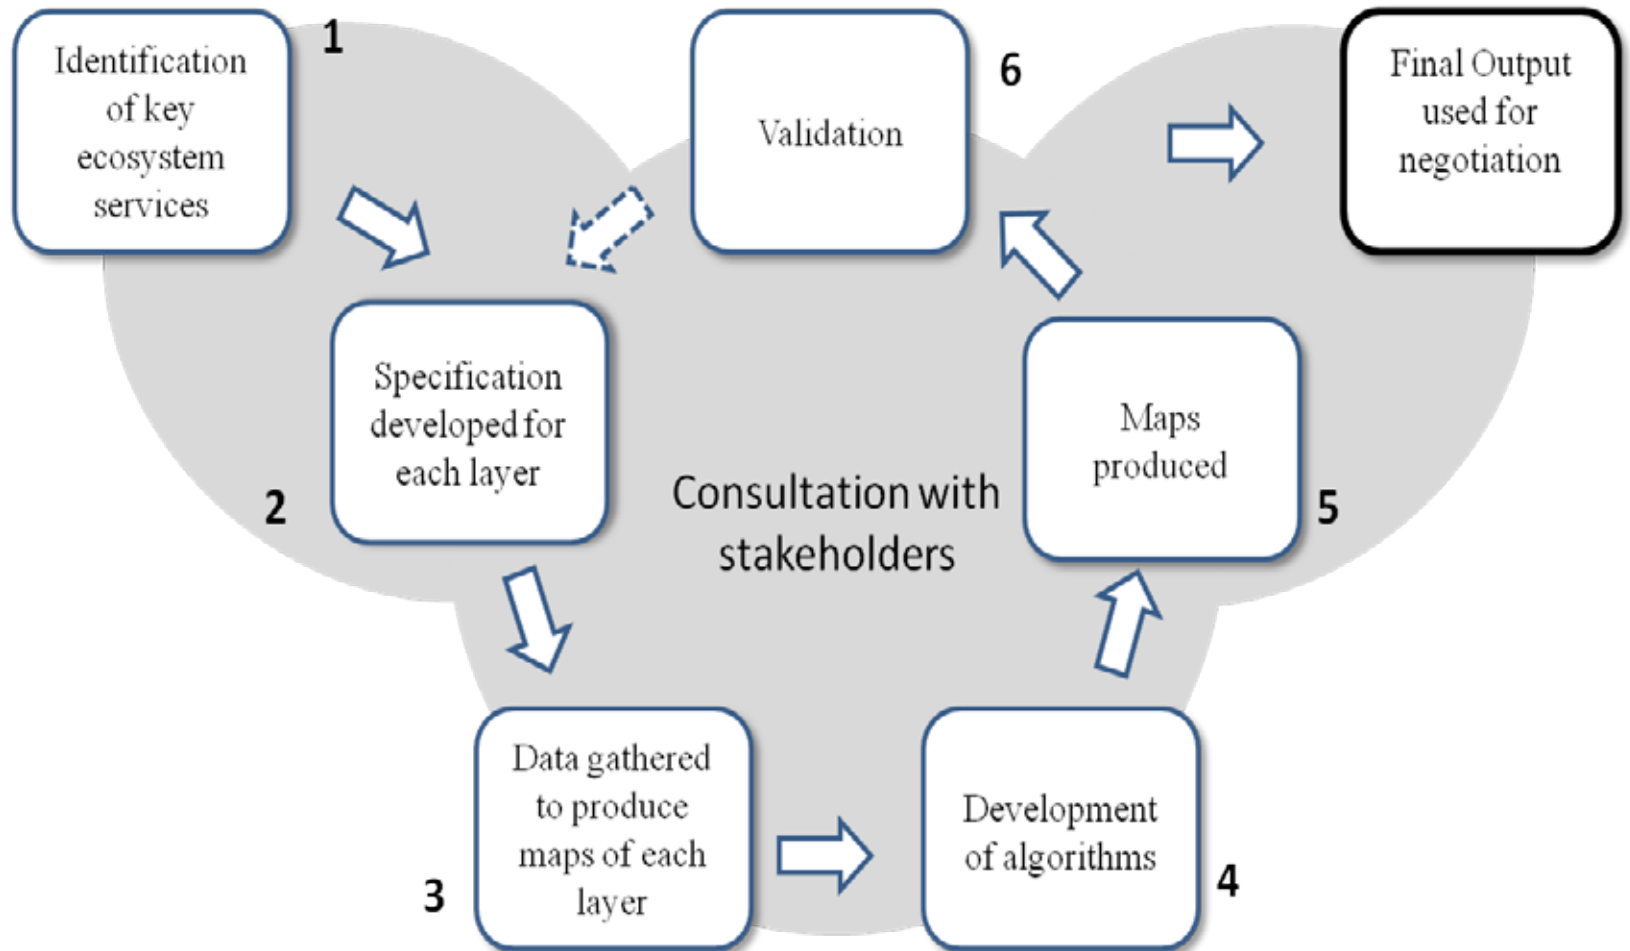 1
Identification
of key
ecosystem
services
6
Validation
Final Output
used for
negotiation
2
Specification
developed for
each layer
Consultation with
stakeholders
5
Maps
produced
3
Data gathered
to produce
maps of each
layer
4
Development
of algorithms